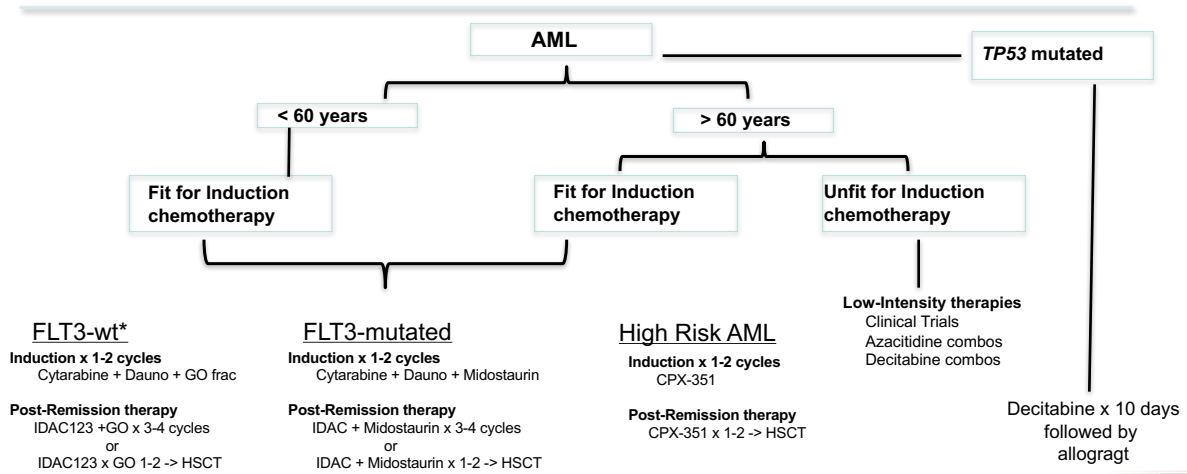 AML
TP53 mutated
< 60 years
> 60 years
Fit for Induction
chemotherapy
Fit for Induction
chemotherapy
Unfit for Induction
chemotherapy
FLT3-wt*
Induction x 1-2 cycles
Cytarabine + Dauno + GO frac
Post-Remission therapy
IDAC123 +GO x 3-4 cycles
or
IDAC123 x GO 1-2 -> HSCT
FLT3-mutated
Induction x 1-2 cycles
Cytarabine + Dauno + Midostaurin
Post-Remission therapy
IDAC + Midostaurin x 3-4 cycles
or
IDAC + Midostaurin x 1-2 -> HSCT
High Risk AML
Induction x 1-2 cycles
CPX-351
Post-Remission therapy
CPX-351 x 1-2 -> HSCT
Low-Intensity therapies
Clinical Trials
Azacitidine combos
Decitabine combos
Decitabine x 10 days
followed by
allogragt